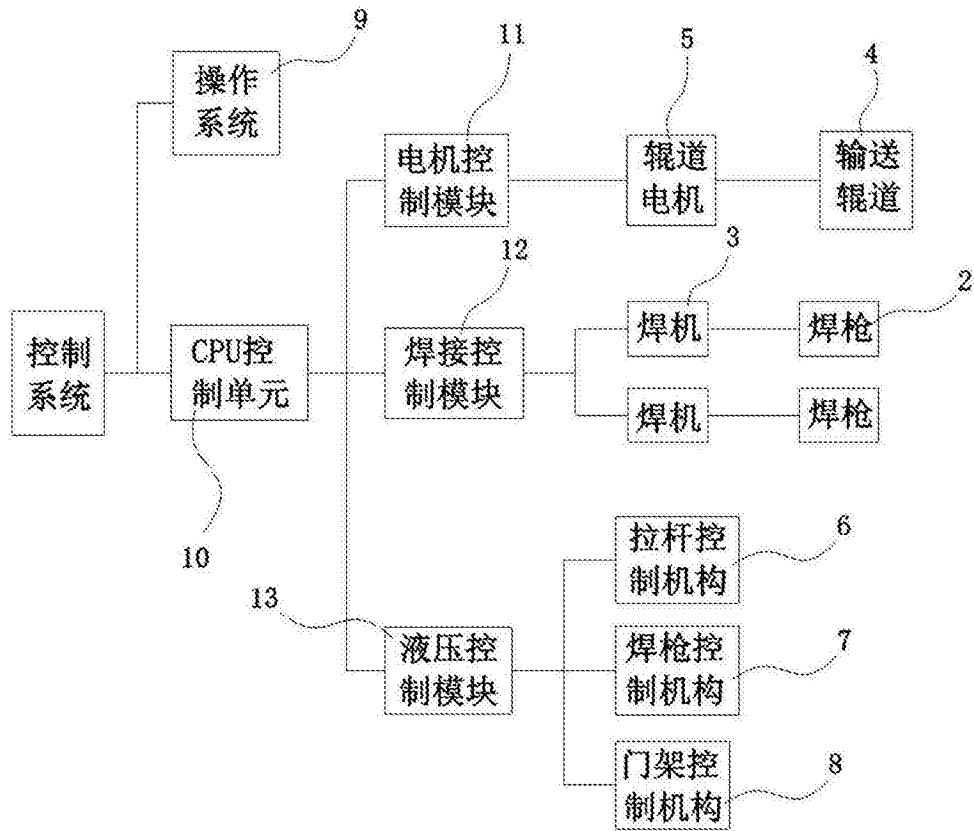 9
操作
系统
11
电机控
制模块
5
辊道
电机
4
输送
辊道
控制
系统
CPU控
制单元
10
12
焊接控
制模块
3
焊机
2
焊枪
焊机
焊枪
13
液压控
制模块
6
拉杆控
制机构
7
焊枪控
制机构
8
门架控
制机构